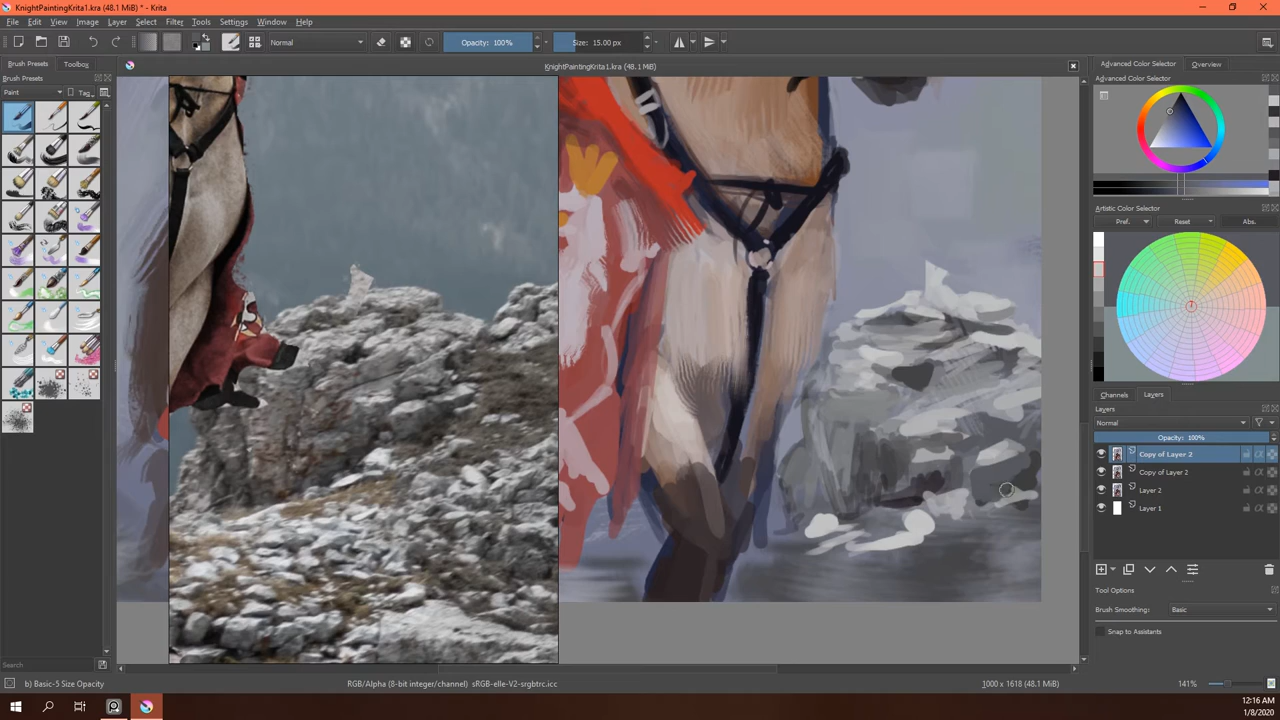 KnightPaintingKrita1.kra (48.1 MiB) * - Krita
File Edit View Image Layer Select Filter Tools Settings Window Help
Normal
Opacity: 100%
Size: 15.00 px
Brush Presets Toolbox
KnightPaintingKrita1.kra (48.1 MiB)
Advanced Color Selector Overview
Brush Presets
Advanced Color Selector
Paint
Tag
Artistic Color Selector
Pref. Reset Abs.
Channels Layers
Layers
Normal
Opacity: 100%
Copy of Layer 2
Copy of Layer 2
Layer 2
Layer 1
Tool Options
Brush Smoothing: Basic
Snap to Assistants
Search
b) Basic-5 Size Opacity
RGB/Alpha (8-bit integer/channel) sRGB-elle-V2-srgbtrc.icc
1000 x 1618 (48.1 MiB)
141%
12:16 AM
1/8/2020